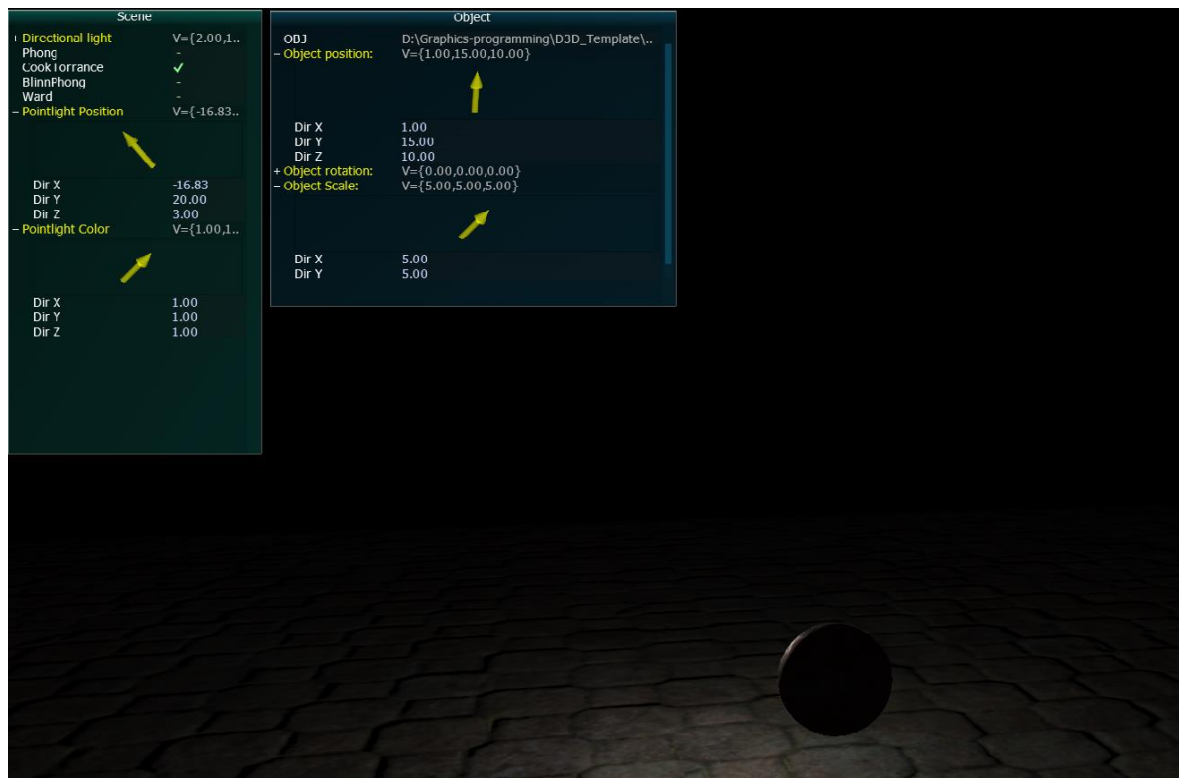 Scene
Directional light V={2.00,1..
Phong -
CookTorrance ✓
BlinnPhong -
Ward -
– Pointlight Position V={-16.83..
Dir X -16.83
Dir Y 20.00
Dir Z 3.00
– Pointlight Color V={1.00,1..
Dir X 1.00
Dir Y 1.00
Dir Z 1.00
Object
OBJ D:\Graphics-programming\D3D_Template\..
– Object position: V={1.00,15.00,10.00}
Dir X 1.00
Dir Y 15.00
Dir Z 10.00
+ Object rotation: V={0.00,0.00,0.00}
– Object Scale: V={5.00,5.00,5.00}
Dir X 5.00
Dir Y 5.00